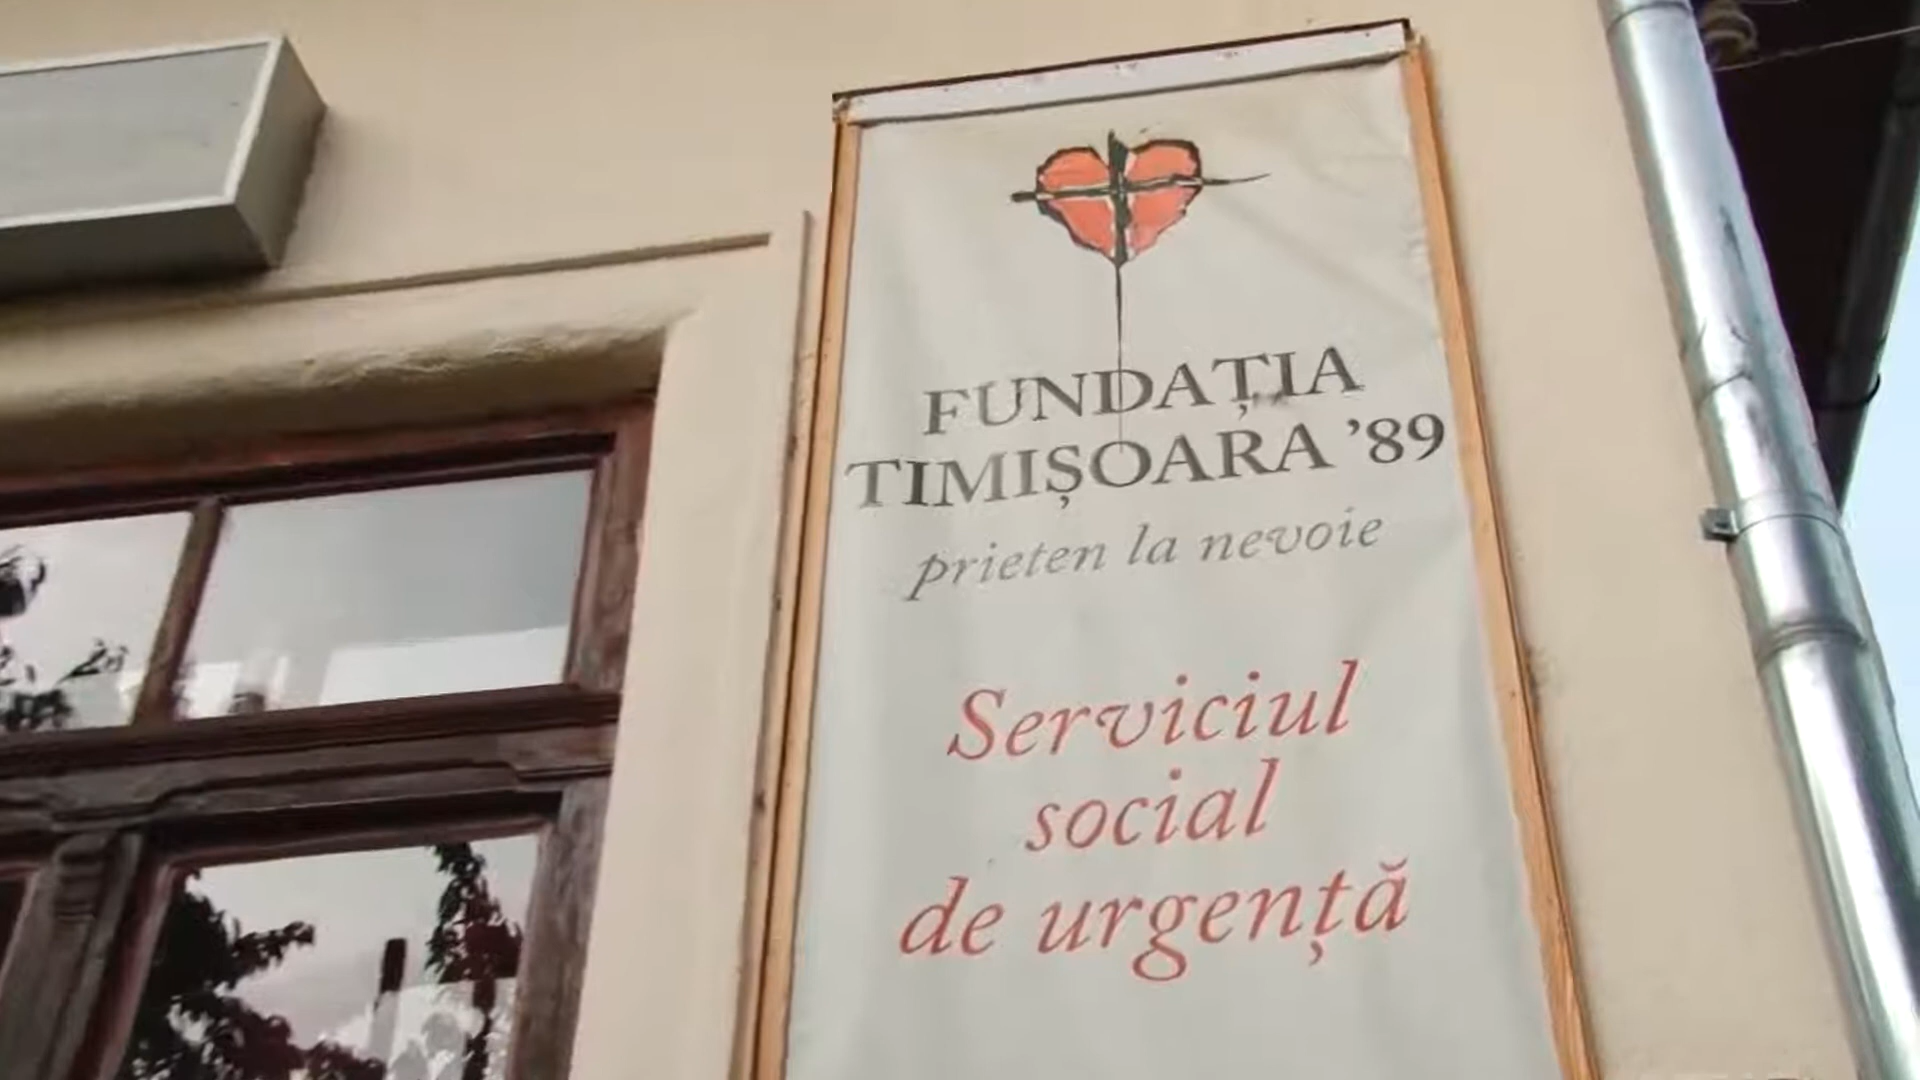 FUNDAȚIA
TIMIȘOARA ’89
prieten la nevoie
Serviciul
social
de urgență